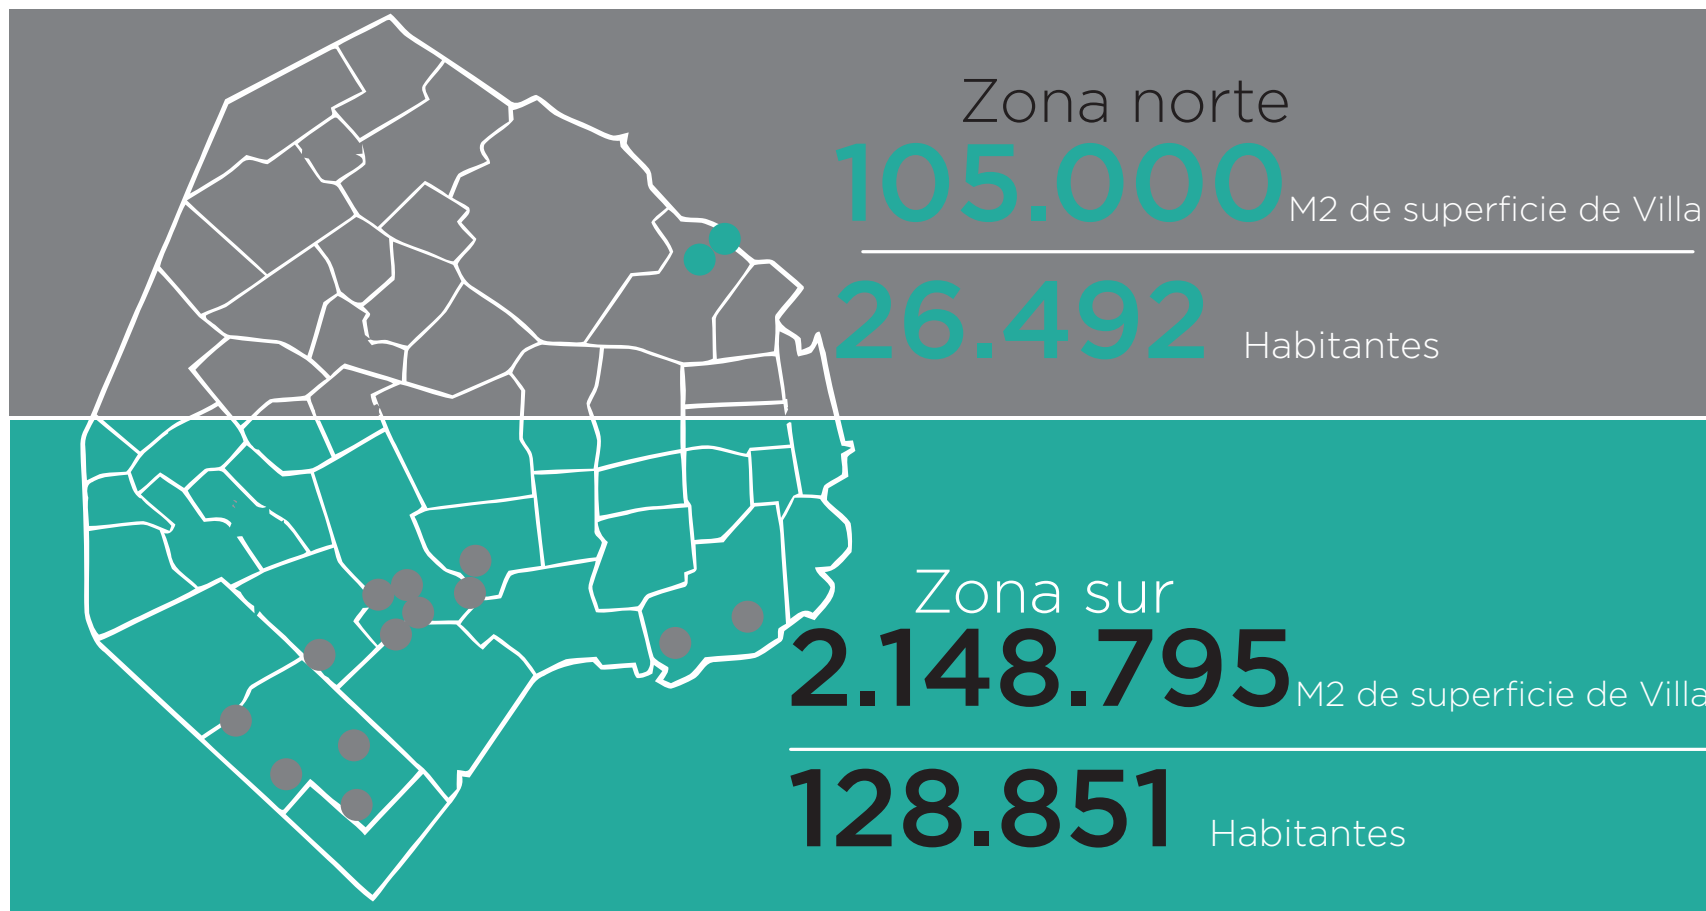 Zona norte
105.000 M2 de superficie de Villa
26.492 Habitantes
Zona sur
2.148.795 M2 de superficie de Villa
128.851 Habitantes